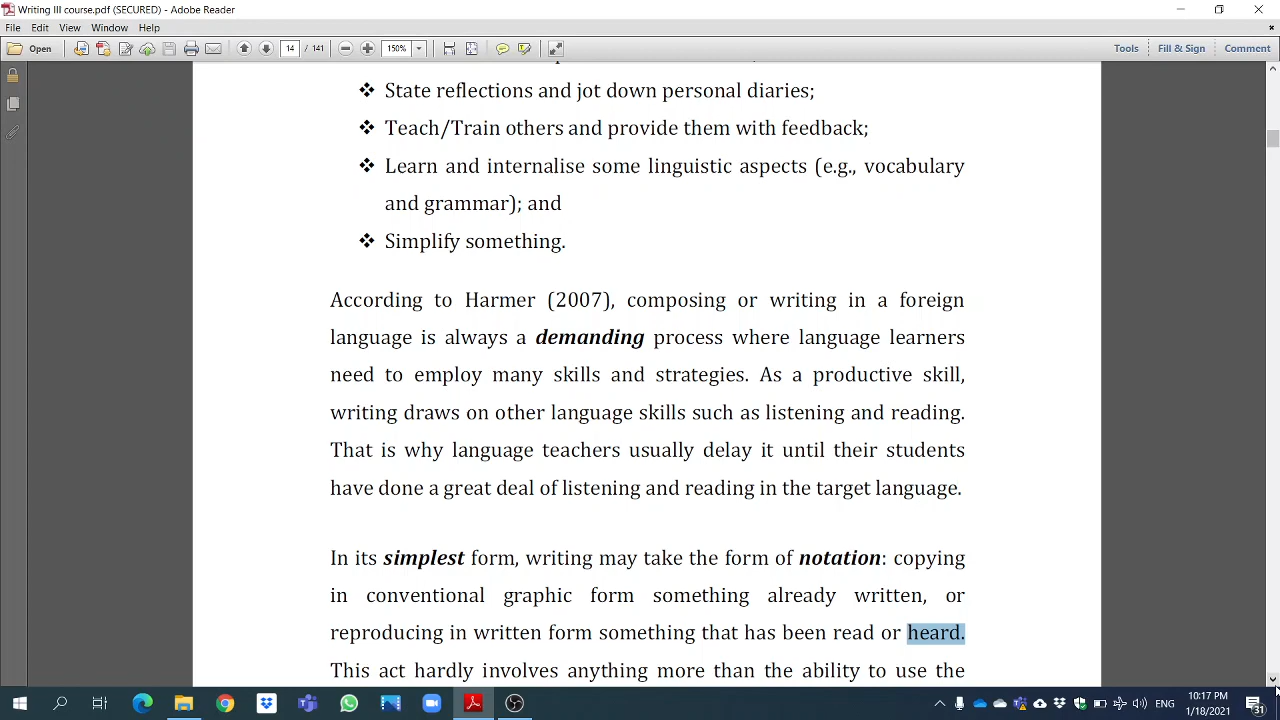 Writing III course.pdf (SECURED) - Adobe Reader
File Edit View Window Help
Open 14 / 141 150% Tools Fill & Sign Comment
❖ State reflections and jot down personal diaries;
❖ Teach/Train others and provide them with feedback;
❖ Learn and internalise some linguistic aspects (e.g., vocabulary
and grammar); and
❖ Simplify something.
According to Harmer (2007), composing or writing in a foreign
language is always a demanding process where language learners
need to employ many skills and strategies. As a productive skill,
writing draws on other language skills such as listening and reading.
That is why language teachers usually delay it until their students
have done a great deal of listening and reading in the target language.
In its simplest form, writing may take the form of notation: copying
in conventional graphic form something already written, or
reproducing in written form something that has been read or heard.
This act hardly involves anything more than the ability to use the
ENG
10:17 PM
1/18/2021
31